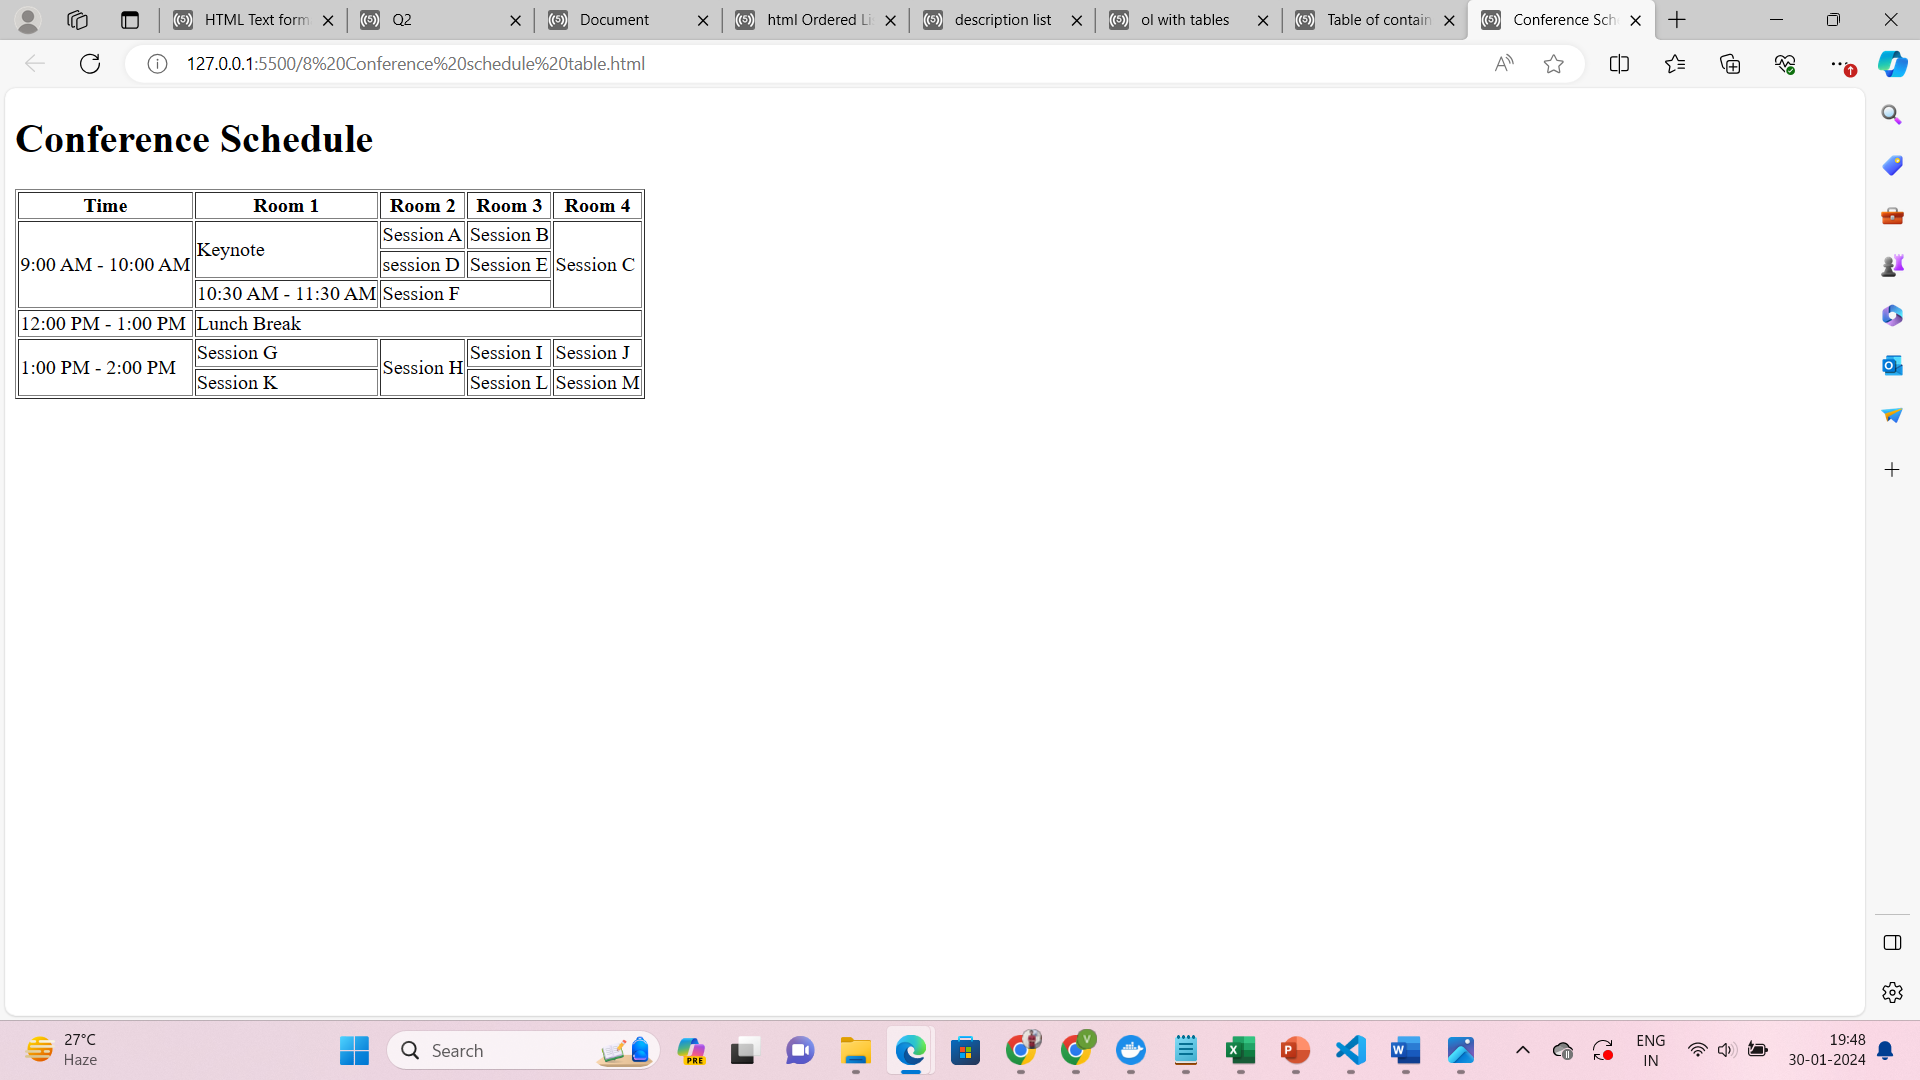 HTML Text form
Q2
Document
html Ordered Li
description list
ol with tables
Table of contain
Conference Sch
127.0.0.1:5500/8%20Conference%20schedule%20table.html
Conference Schedule
Time Room 1 Room 2 Room 3 Room 4
9:00 AM - 10:00 AM Keynote Session A Session B Session C
session D Session E
10:30 AM - 11:30 AM Session F
12:00 PM - 1:00 PM Lunch Break
1:00 PM - 2:00 PM Session G Session H Session I Session J
Session K Session L Session M
27°C
Haze
Search
PRE
V
ENG
IN
19:48
30-01-2024